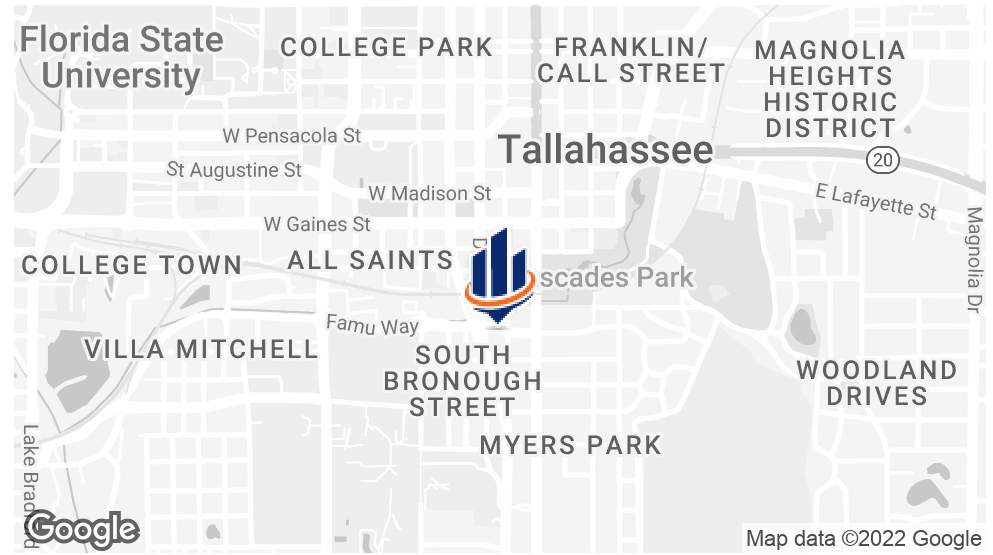 Florida State
University
COLLEGE PARK
FRANKLIN/
CALL STREET
MAGNOLIA
HEIGHTS
HISTORIC
DISTRICT
W Pensacola St
Tallahassee
20
St Augustine St
W Madison St
E Lafayette St
W Gaines St
Magnolia Dr
COLLEGE TOWN
ALL SAINTS
D
scades Park
Famu Way
VILLA MITCHELL
SOUTH
BRONOUGH
STREET
WOODLAND
DRIVES
MYERS PARK
Lake Bradford
Google
Map data ©2022 Google